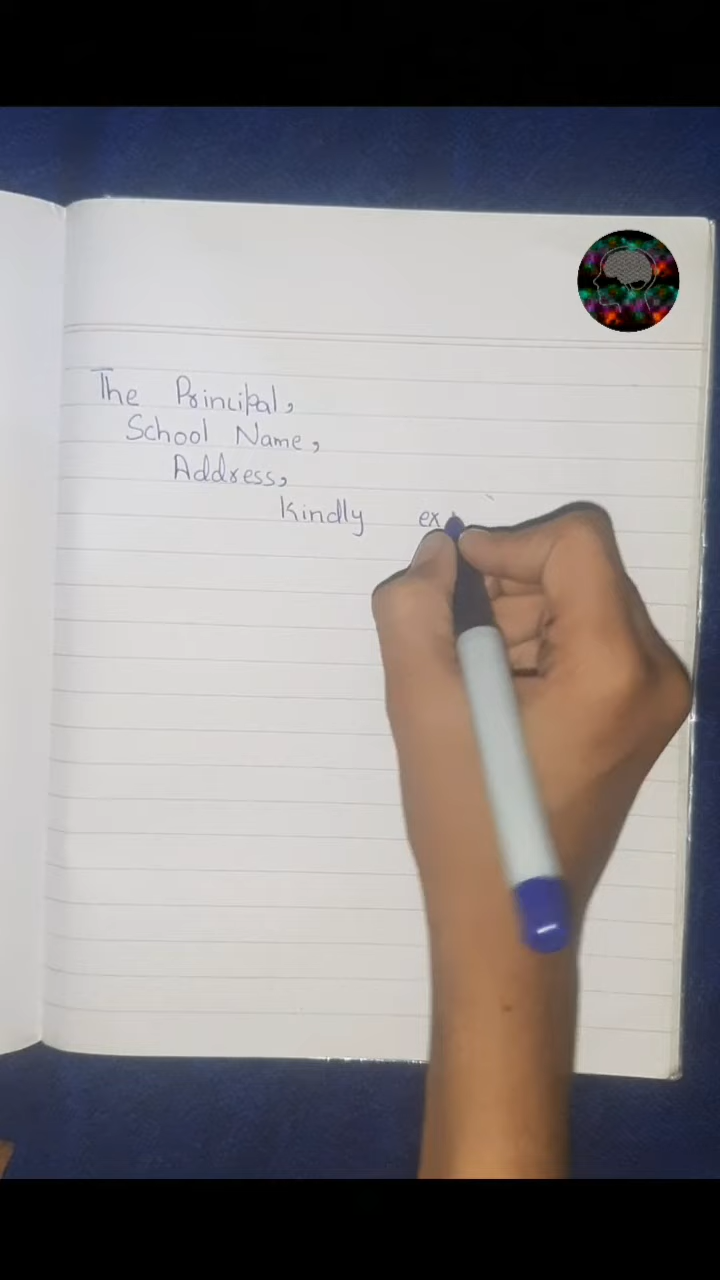 The Principal,
School Name,
Address,
Kindly ex